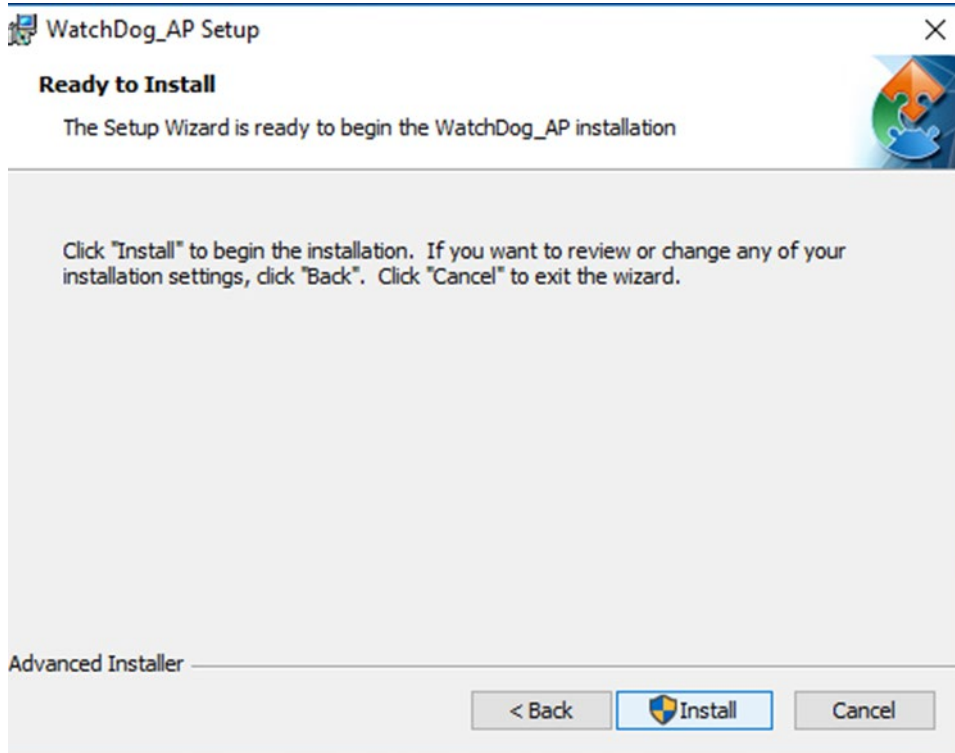 WatchDog_AP Setup
Ready to Install
The Setup Wizard is ready to begin the WatchDog_AP installation
Click "Install" to begin the installation.  If you want to review or change any of your
installation settings, click "Back".  Click "Cancel" to exit the wizard.
Advanced Installer
< Back
Install
Cancel